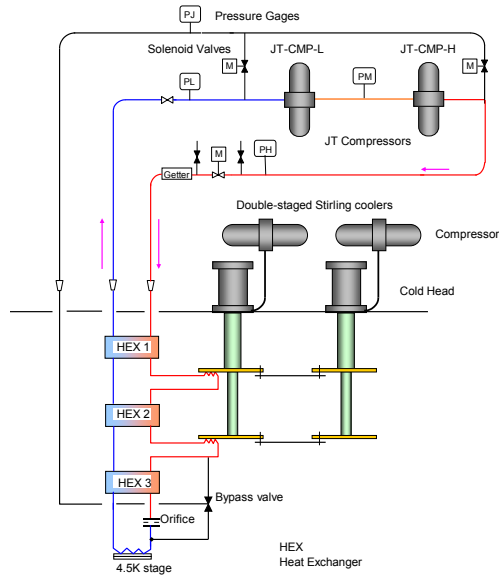 PJ
Pressure Gages
Solenoid Valves
JT-CMP-L
JT-CMP-H
M
M
PL
PM
JT Compressors
M
PH
Getter
Double-staged Stirling coolers
Compressor
Cold Head
HEX 1
HEX 2
HEX 3
Bypass valve
Orifice
4.5K stage
HEX
Heat Exchanger